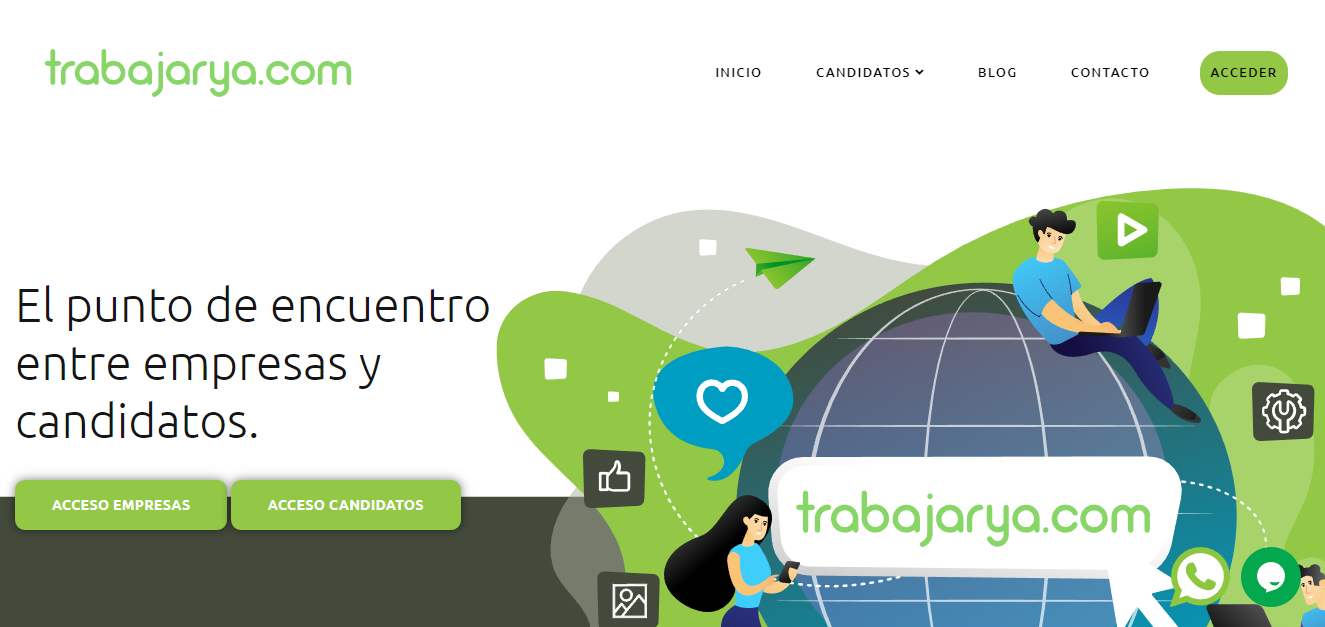 trabajarya.com
INICIO
CANDIDATOS
BLOG
CONTACTO
ACCEDER
El punto de encuentro
entre empresas y
candidatos.
ACCESO EMPRESAS
ACCESO CANDIDATOS
trabajarya.com